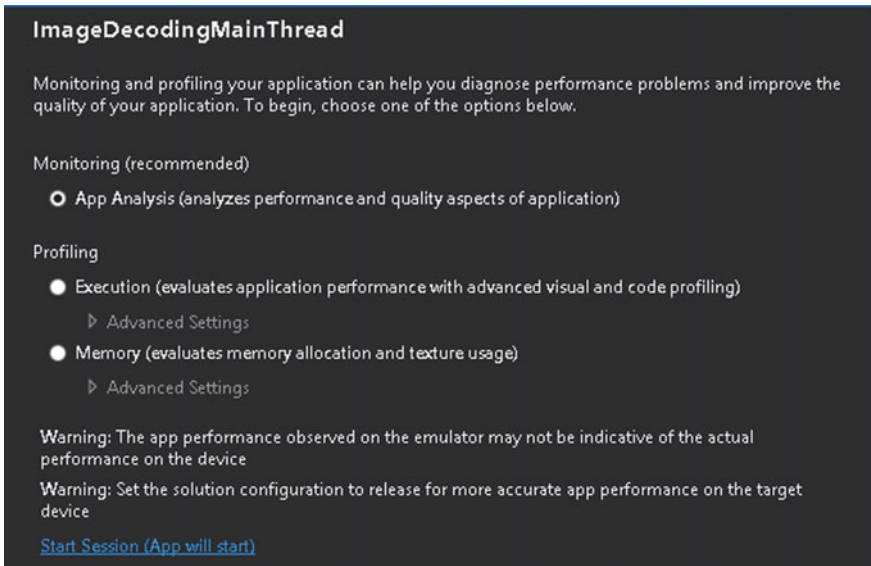 ImageDecodingMainThread
Monitoring and profiling your application can help you diagnose performance problems and improve the
quality of your application. To begin, choose one of the options below.
Monitoring (recommended)
App Analysis (analyzes performance and quality aspects of application)
Profiling
Execution (evaluates application performance with advanced visual and code profiling)
Advanced Settings
Memory (evaluates memory allocation and texture usage)
Advanced Settings
Warning: The app performance observed on the emulator may not be indicative of the actual
performance on the device
Warning: Set the solution configuration to release for more accurate app performance on the target
device
Start Session (App will start)